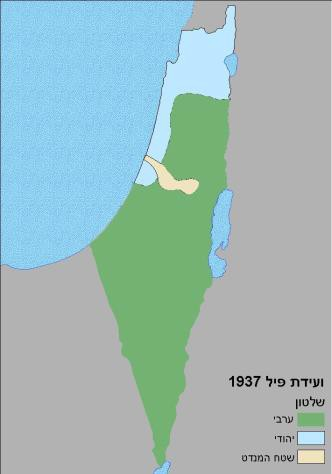 ועידת פיל 1937
שלטון
ערבי
יהודי
שטח המנדט